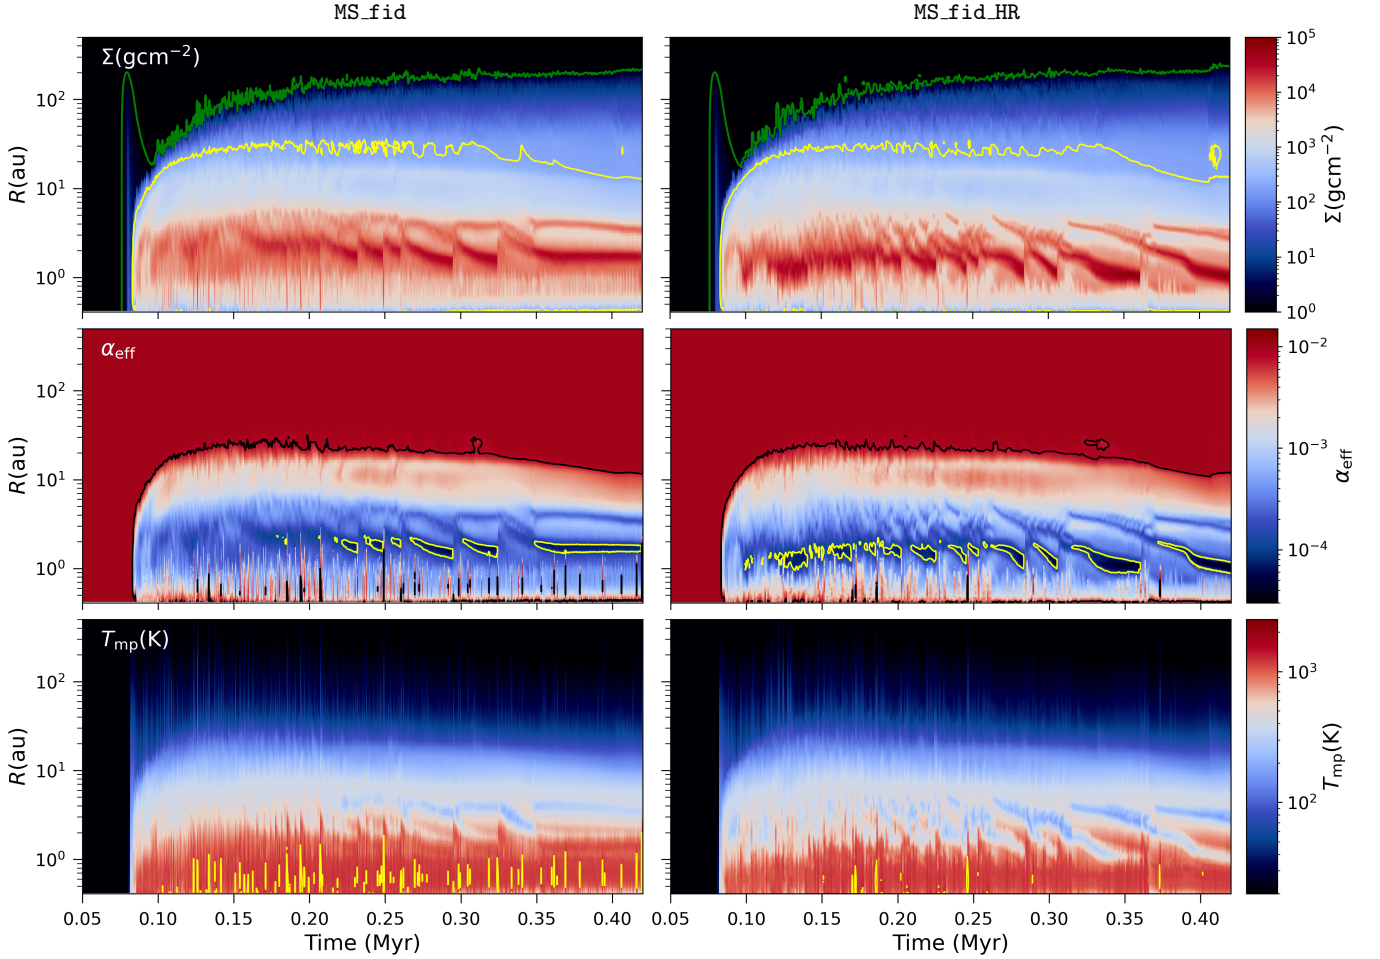 MS_fid MS_fid_HR
Σ(gcm⁻²)
R(au)
10²
10¹
10⁰
10⁵
10⁴
10³
10²
10¹
10⁰
Σ(gcm⁻²)
α_eff
R(au)
10²
10¹
10⁰
10⁻²
10⁻³
10⁻⁴
α_eff
T_mp(K)
R(au)
10²
10¹
10⁰
10³
10²
T_mp(K)
0.05 0.10 0.15 0.20 0.25 0.30 0.35 0.40 0.05 0.10 0.15 0.20 0.25 0.30 0.35 0.40
Time (Myr) Time (Myr)